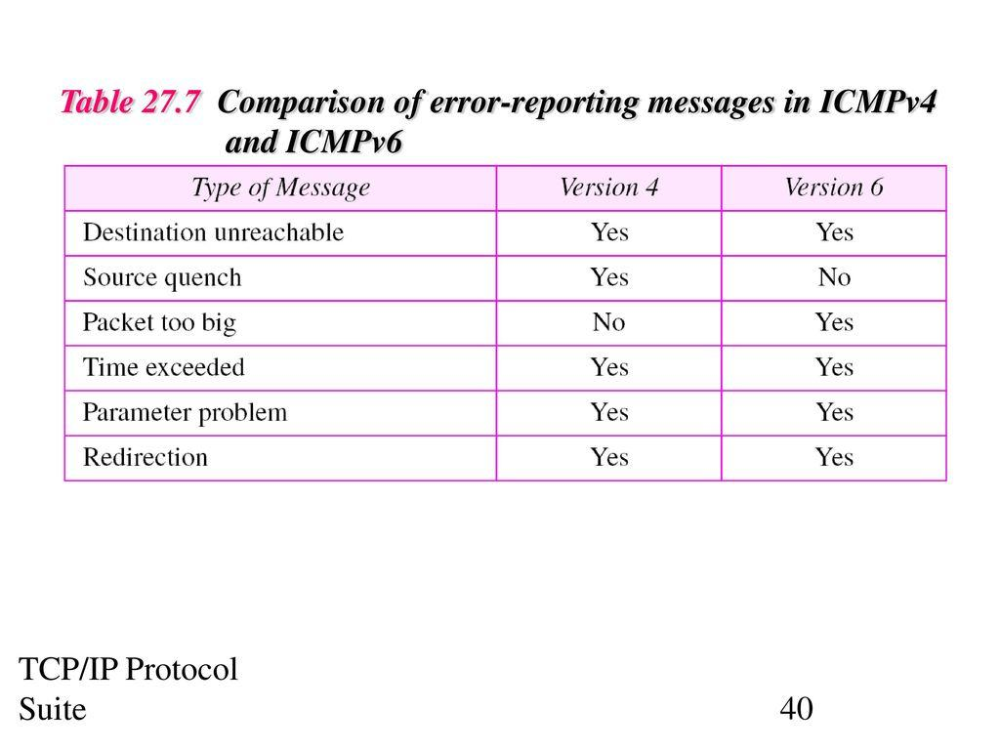 Table 27.7 Comparison of error-reporting messages in ICMPv4
and ICMPv6
Type of Message Version 4 Version 6
Destination unreachable Yes Yes
Source quench Yes No
Packet too big No Yes
Time exceeded Yes Yes
Parameter problem Yes Yes
Redirection Yes Yes
TCP/IP Protocol
Suite 40